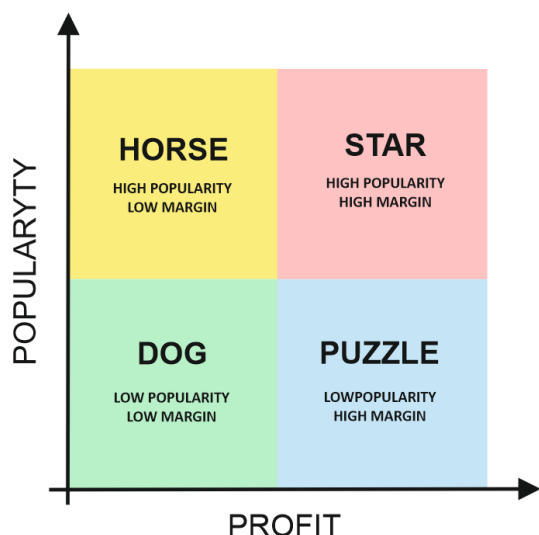 POPULARYTY
HORSE
HIGH POPULARITY
LOW MARGIN
STAR
HIGH POPULARITY
HIGH MARGIN
DOG
LOW POPULARITY
LOW MARGIN
PUZZLE
LOWPOPULARITY
HIGH MARGIN
PROFIT